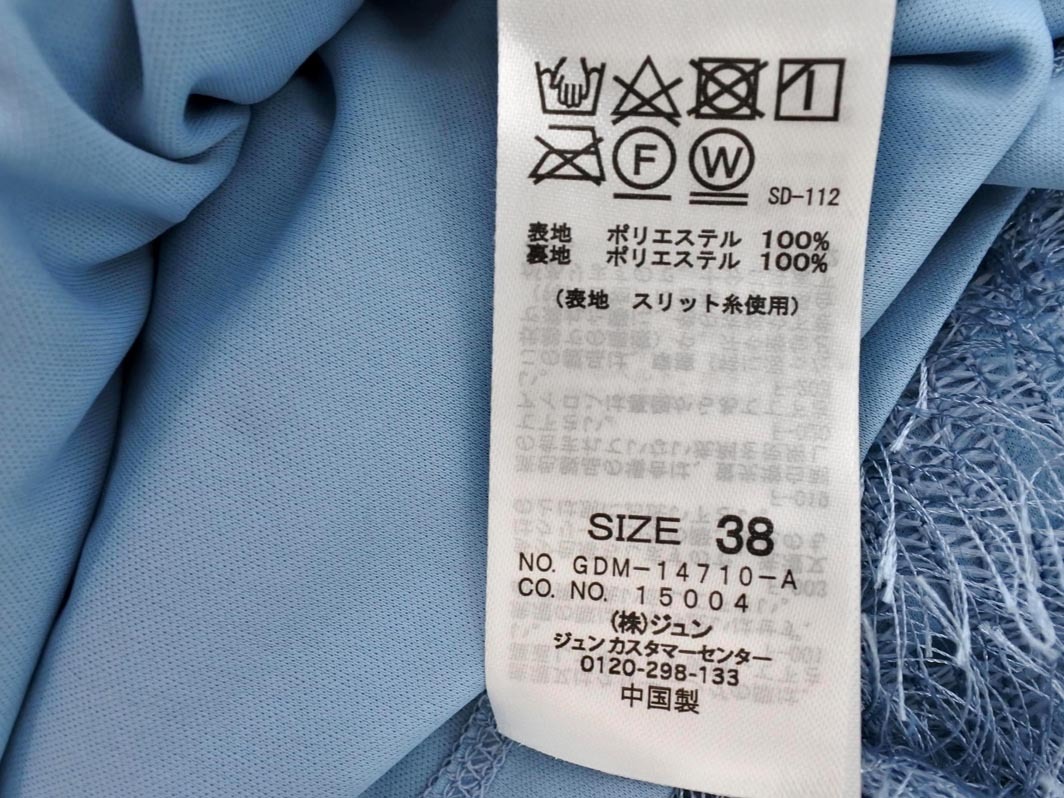 F W SD-112
表地 ポリエステル 100%
裏地 ポリエステル 100%
(表地 スリット糸使用)
SIZE 38
NO. GDM-14710-A
CO. NO. 15004
(株)ジュン
ジュンカスタマーセンター
0120-298-133
中国製